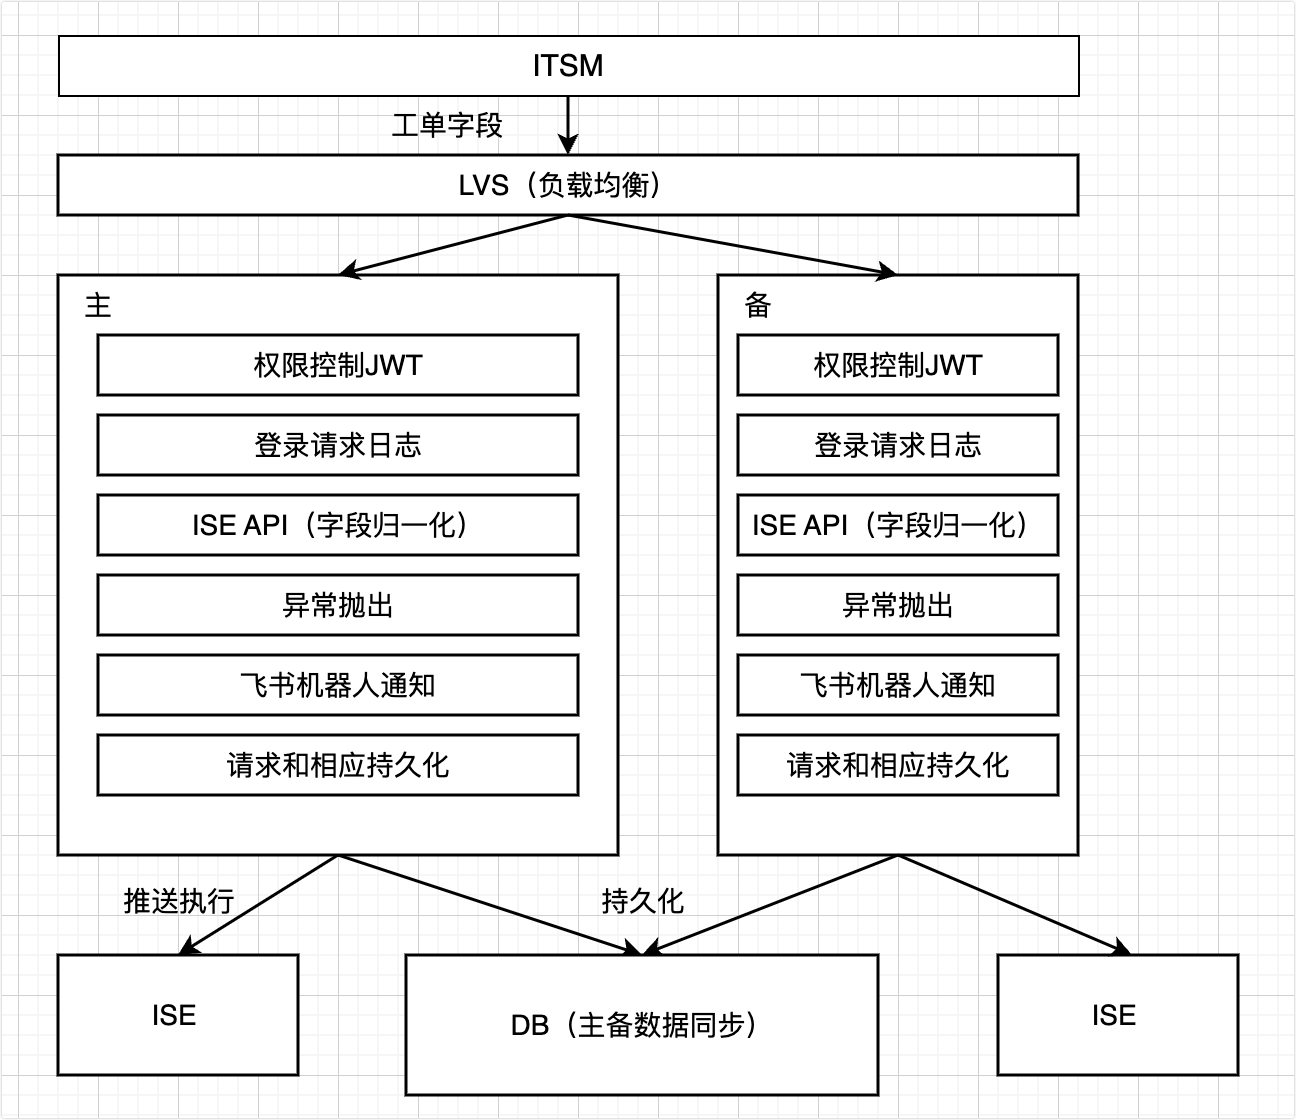 ITSM
工单字段
LVS（负载均衡）
主
权限控制JWT
登录请求日志
ISE API（字段归一化）
异常抛出
飞书机器人通知
请求和相应持久化
备
权限控制JWT
登录请求日志
ISE API（字段归一化）
异常抛出
飞书机器人通知
请求和相应持久化
推送执行
持久化
ISE
DB（主备数据同步）
ISE